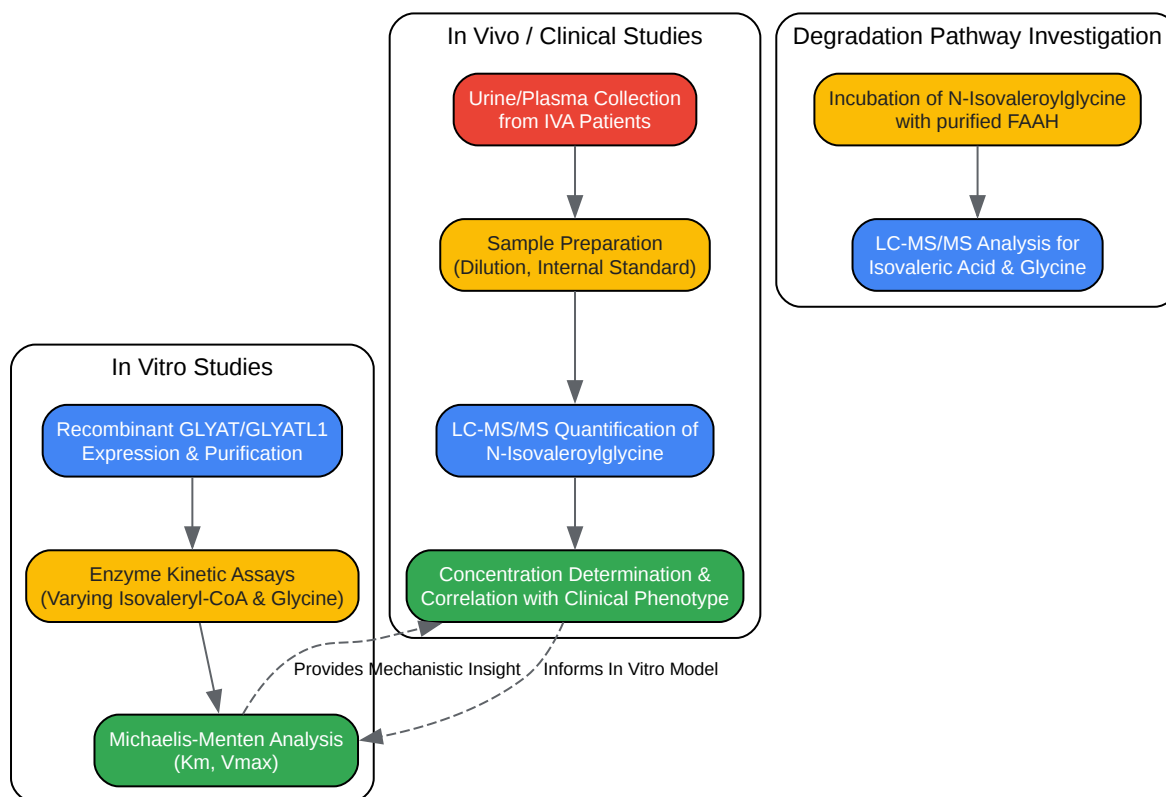 In Vivo / Clinical Studies
Urine/Plasma Collection
from IVA Patients
Sample Preparation
(Dilution, Internal Standard)
LC-MS/MS Quantification of
N-Isovaleroylglycine
Concentration Determination &
Correlation with Clinical Phenotype
Degradation Pathway Investigation
Incubation of N-Isovaleroylglycine
with purified FAAH
LC-MS/MS Analysis for
Isovaleric Acid & Glycine
In Vitro Studies
Recombinant GLYAT/GLYATL1
Expression & Purification
Enzyme Kinetic Assays
(Varying Isovaleryl-CoA & Glycine)
Michaelis-Menten Analysis
(Km, Vmax)
Provides Mechanistic Insight
Informs In Vitro Model